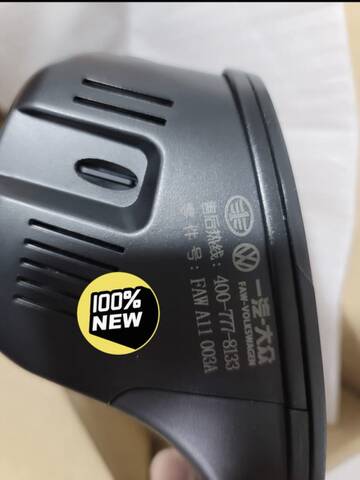 一汽-大众
FAW-VOLKSWAGEN
售后热线：400-777-8133
零件号：FAW A11 003A
100%
NEW